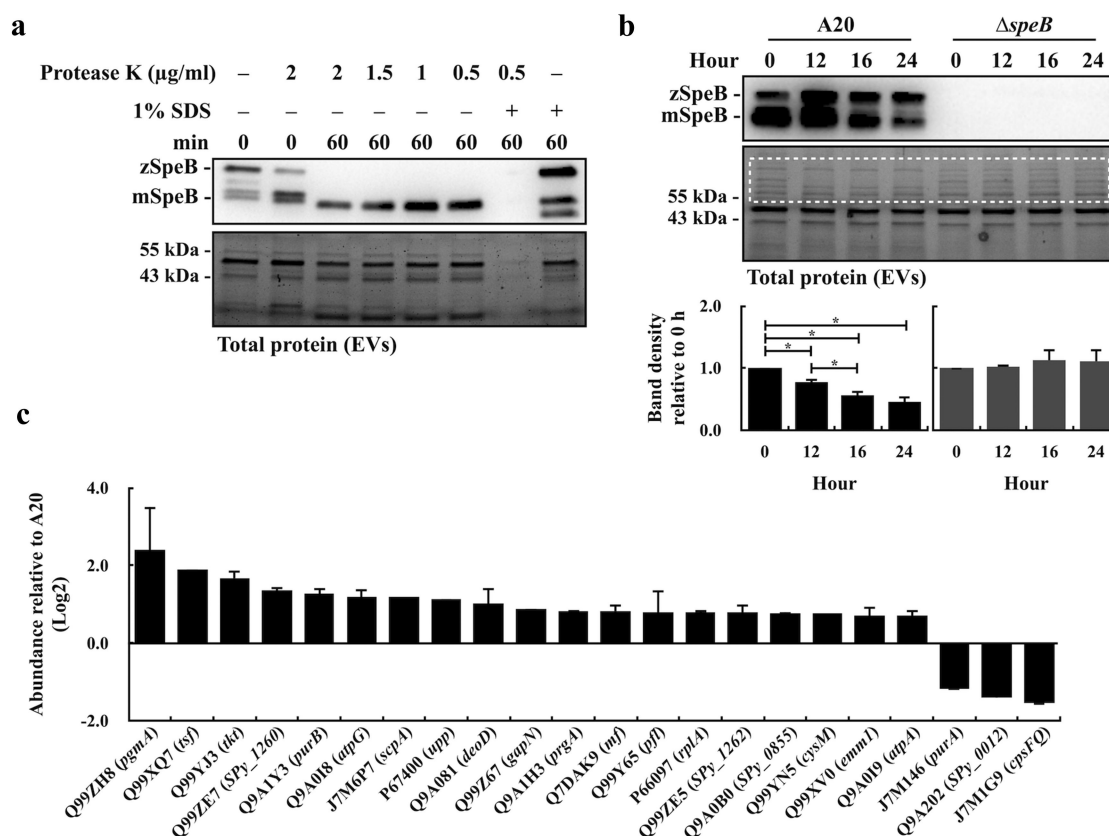 a
Protease K (µg/ml) – 2 2 1.5 1 0.5 0.5 –
1% SDS – – – – – – + +
min 0 0 60 60 60 60 60 60
zSpeB -
mSpeB -
55 kDa -
43 kDa -
Total protein (EVs)
b
A20 ΔspeB
Hour 0 12 16 24 0 12 16 24
zSpeB -
mSpeB -
55 kDa -
43 kDa -
Total protein (EVs)
Band density
relative to 0 h
2.0
1.0
0.0
*
*
* *
0 12 16 24 0 12 16 24
Hour Hour
c
Abundance relative to A20
(Log2)
4.0
2.0
0.0
-2.0
Q99ZH8 (pgmA)
Q99XQ7 (tsf)
Q99YJ3 (tkt)
Q99ZE7 (SPy_1260)
Q9A1Y3 (purB)
Q9A0I8 (atpG)
J7M6P7 (scpA)
P67400 (upp)
Q9A081 (deoD)
Q99Z67 (gapN)
Q9A1H3 (prgA)
Q7DAK9 (mf)
Q99Y65 (pfl)
P66097 (rplA)
Q99ZE5 (SPy_1262)
Q9A0B0 (SPy_0855)
Q99YN5 (cysM)
Q99XY0 (emm1)
Q9A0I9 (atpA)
J7M146 (purA)
Q9A202 (SPy_0012)
J7M1G9 (cpsFQ)